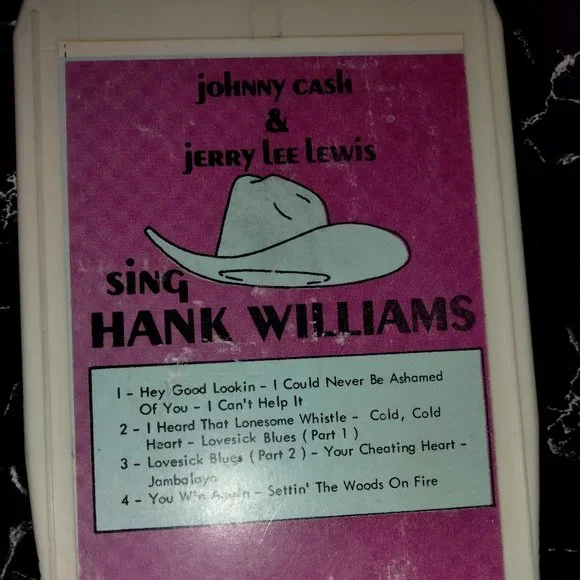 johnny cash
&
jerry lee lewis
sing
HANK WILLIAMS
1 - Hey Good Lookin - I Could Never Be Ashamed
Of You - I Can't Help It
2 - I Heard That Lonesome Whistle - Cold, Cold
Heart - Lovesick Blues ( Part 1 )
3 - Lovesick Blues ( Part 2 ) - Your Cheating Heart -
Jambalaya
4 - You Win Again - Settin' The Woods On Fire